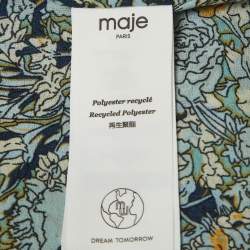 maje
PARIS
Polyester recyclé
Recycled Polyester
再生聚酯
DREAM TOMORROW